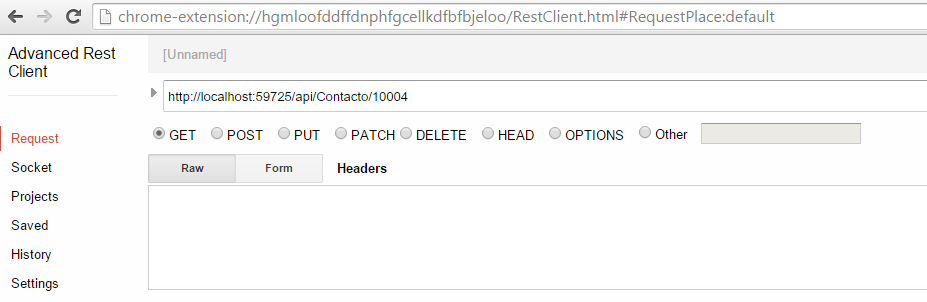 chrome-extension://hgmloofddffdnphfgcellkdfbfbjeloo/RestClient.html#RequestPlace:default
Advanced Rest
Client
[Unnamed]
http://localhost:59725/api/Contacto/10004
GET POST PUT PATCH DELETE HEAD OPTIONS Other
Raw Form Headers
Request
Socket
Projects
Saved
History
Settings